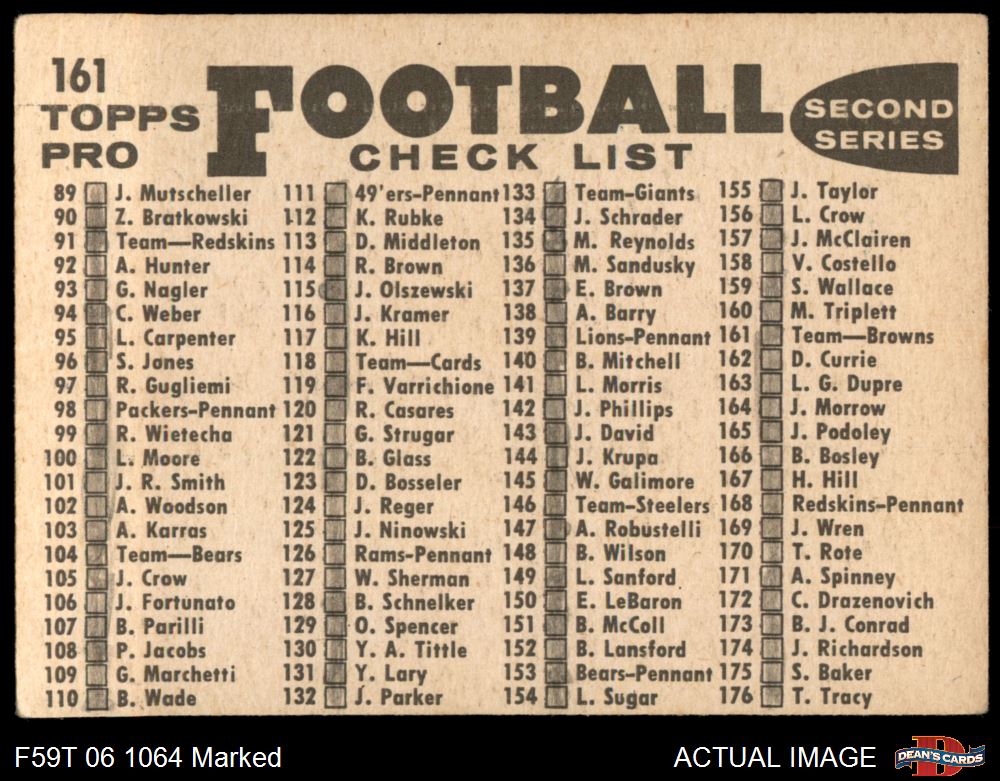 161
TOPPS
PRO
FOOTBALL
CHECK LIST
SECOND
SERIES
89 J. Mutscheller
90 Z. Bratkowski
91 Team—Redskins
92 A. Hunter
93 G. Nagler
94 C. Weber
95 L. Carpenter
96 S. Jones
97 R. Gugliemi
98 Packers-Pennant
99 R. Wietecha
100 L. Moore
101 J. R. Smith
102 A. Woodson
103 A. Karras
104 Team—Bears
105 J. Crow
106 J. Fortunato
107 B. Parilli
108 P. Jacobs
109 G. Marchetti
110 B. Wade
111 49'ers-Pennant
112 K. Rubke
113 D. Middleton
114 R. Brown
115 J. Olszewski
116 J. Kramer
117 K. Hill
118 Team—Cards
119 F. Varrichione
120 R. Casares
121 G. Strugar
122 B. Glass
123 D. Bosseler
124 J. Reger
125 J. Ninowski
126 Rams-Pennant
127 W. Sherman
128 B. Schnelker
129 O. Spencer
130 Y. A. Tittle
131 Y. Lary
132 J. Parker
133 Team-Giants
134 J. Schrader
135 M. Reynolds
136 M. Sandusky
137 E. Brown
138 A. Barry
139 Lions-Pennant
140 B. Mitchell
141 L. Morris
142 J. Phillips
143 J. David
144 J. Krupa
145 W. Galimore
146 Team-Steelers
147 A. Robustelli
148 B. Wilson
149 L. Sanford
150 E. LeBaron
151 B. McColl
152 B. Lansford
153 Bears-Pennant
154 L. Sugar
155 J. Taylor
156 L. Crow
157 J. McClairen
158 V. Costello
159 S. Wallace
160 M. Triplett
161 Team—Browns
162 D. Currie
163 L. G. Dupre
164 J. Morrow
165 J. Podoley
166 B. Bosley
167 H. Hill
168 Redskins-Pennant
169 J. Wren
170 T. Rote
171 A. Spinney
172 C. Drazenovich
173 B. J. Conrad
174 J. Richardson
175 S. Baker
176 T. Tracy
F59T 06 1064 Marked
ACTUAL IMAGE
D
DEAN'S CARDS